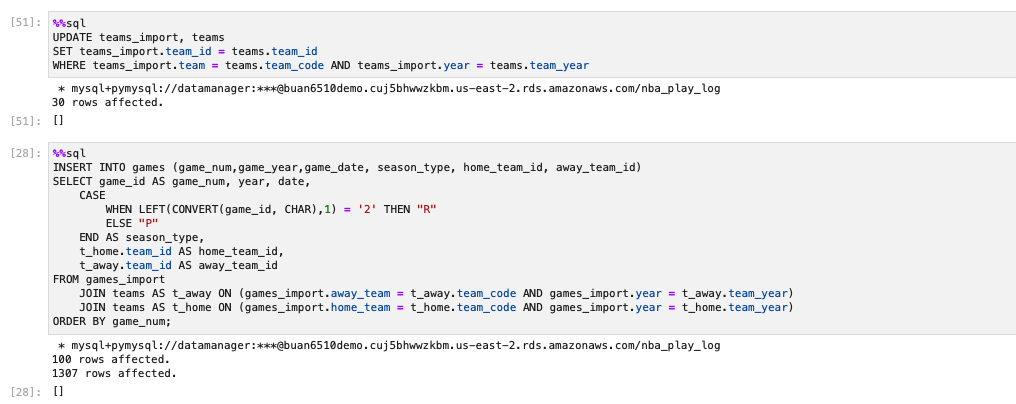 [51]: %%sql
UPDATE teams_import, teams
SET teams_import.team_id = teams.team_id
WHERE teams_import.team = teams.team_code AND teams_import.year = teams.team_year
* mysql+pymysql://datamanager:***@buan6510demo.cuj5bhwwzkbm.us-east-2.rds.amazonaws.com/nba_play_log
30 rows affected.
[51]: []
[28]: %%sql
INSERT INTO games (game_num,game_year,game_date, season_type, home_team_id, away_team_id)
SELECT game_id AS game_num, year, date,
    CASE
        WHEN LEFT(CONVERT(game_id, CHAR),1) = '2' THEN "R"
        ELSE "P"
    END AS season_type,
    t_home.team_id AS home_team_id,
    t_away.team_id AS away_team_id
FROM games_import
    JOIN teams AS t_away ON (games_import.away_team = t_away.team_code AND games_import.year = t_away.team_year)
    JOIN teams AS t_home ON (games_import.home_team = t_home.team_code AND games_import.year = t_home.team_year)
ORDER BY game_num;
* mysql+pymysql://datamanager:***@buan6510demo.cuj5bhwwzkbm.us-east-2.rds.amazonaws.com/nba_play_log
100 rows affected.
1307 rows affected.
[28]: []